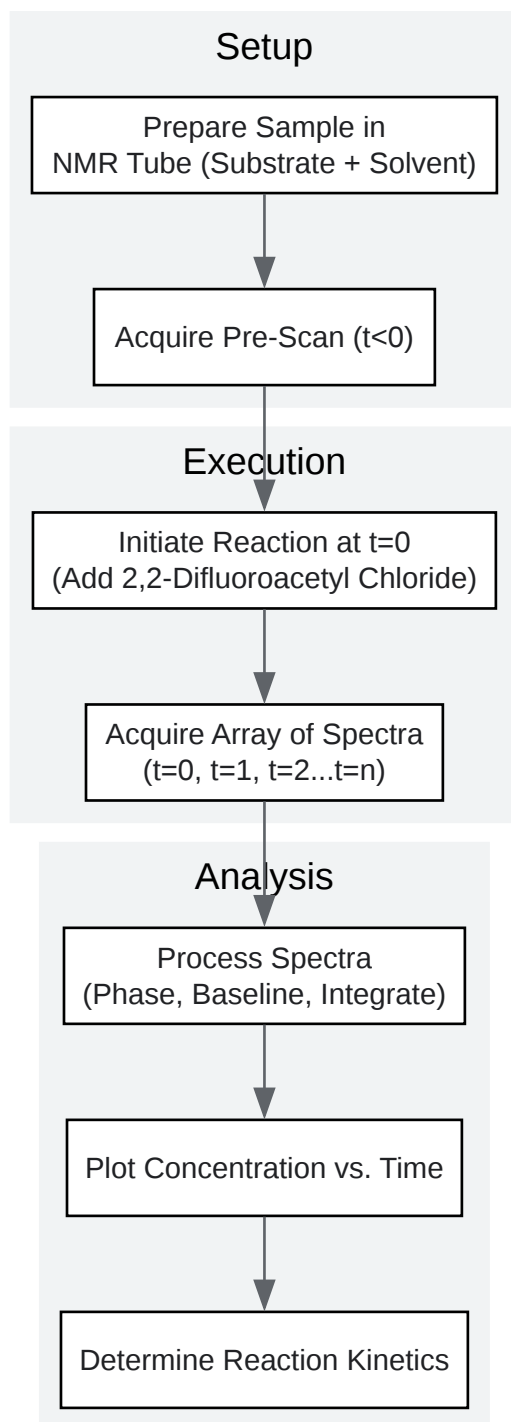 Setup
Prepare Sample in
NMR Tube (Substrate + Solvent)
Acquire Pre-Scan (t<0)
Execution
Initiate Reaction at t=0
(Add 2,2-Difluoroacetyl Chloride)
Acquire Array of Spectra
(t=0, t=1, t=2...t=n)
Analysis
Process Spectra
(Phase, Baseline, Integrate)
Plot Concentration vs. Time
Determine Reaction Kinetics